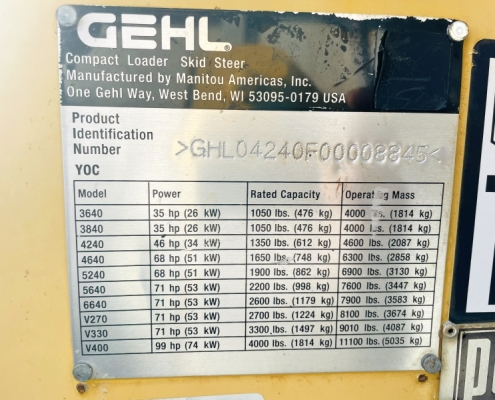 GEHL®
Compact Loader Skid Steer
Manufactured by Manitou Americas, Inc.
One Gehl Way, West Bend, WI 53095-0179 USA
Product
Identification
Number >GHL04240F00008845<
YOC
Model Power Rated Capacity Operating Mass
3640 35 hp (26 kW) 1050 lbs. (476 kg) 4000 lbs. (1814 kg)
3840 35 hp (26 kW) 1050 lbs. (476 kg) 4000 lbs. (1814 kg)
4240 46 hp (34 kW) 1350 lbs. (612 kg) 4600 lbs. (2087 kg)
4640 68 hp (51 kW) 1650 lbs. (748 kg) 6300 lbs. (2858 kg)
5240 68 hp (51 kW) 1900 lbs. (862 kg) 6900 lbs. (3130 kg)
5640 71 hp (53 kW) 2200 lbs. (998 kg) 7600 lbs. (3447 kg)
6640 71 hp (53 kW) 2600 lbs. (1179 kg) 7900 lbs. (3583 kg)
V270 71 hp (53 kW) 2700 lbs. (1224 kg) 8100 lbs. (3674 kg)
V330 71 hp (53 kW) 3300 lbs. (1497 kg) 9010 lbs. (4087 kg)
V400 99 hp (74 kW) 4000 lbs. (1814 kg) 11100 lbs. (5035 kg)